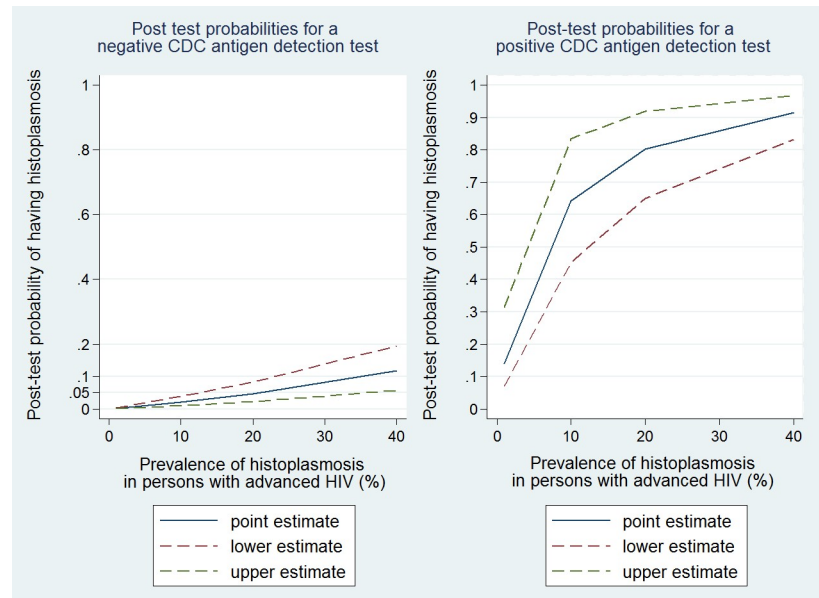 Post test probabilities for a
negative CDC antigen detection test
Post-test probability of having histoplasmosis
1
.8
.6
.4
.2
.1
.05
0
0 10 20 30 40
Prevalence of histoplasmosis
in persons with advanced HIV (%)
point estimate
lower estimate
upper estimate
Post-test probabilities for a
positive CDC antigen detection test
Post-test probability of having histoplasmosis
1
.9
.8
.7
.6
.5
.4
.3
.2
.1
0
0 10 20 30 40
Prevalence of histoplasmosis
in persons with advanced HIV (%)
point estimate
lower estimate
upper estimate